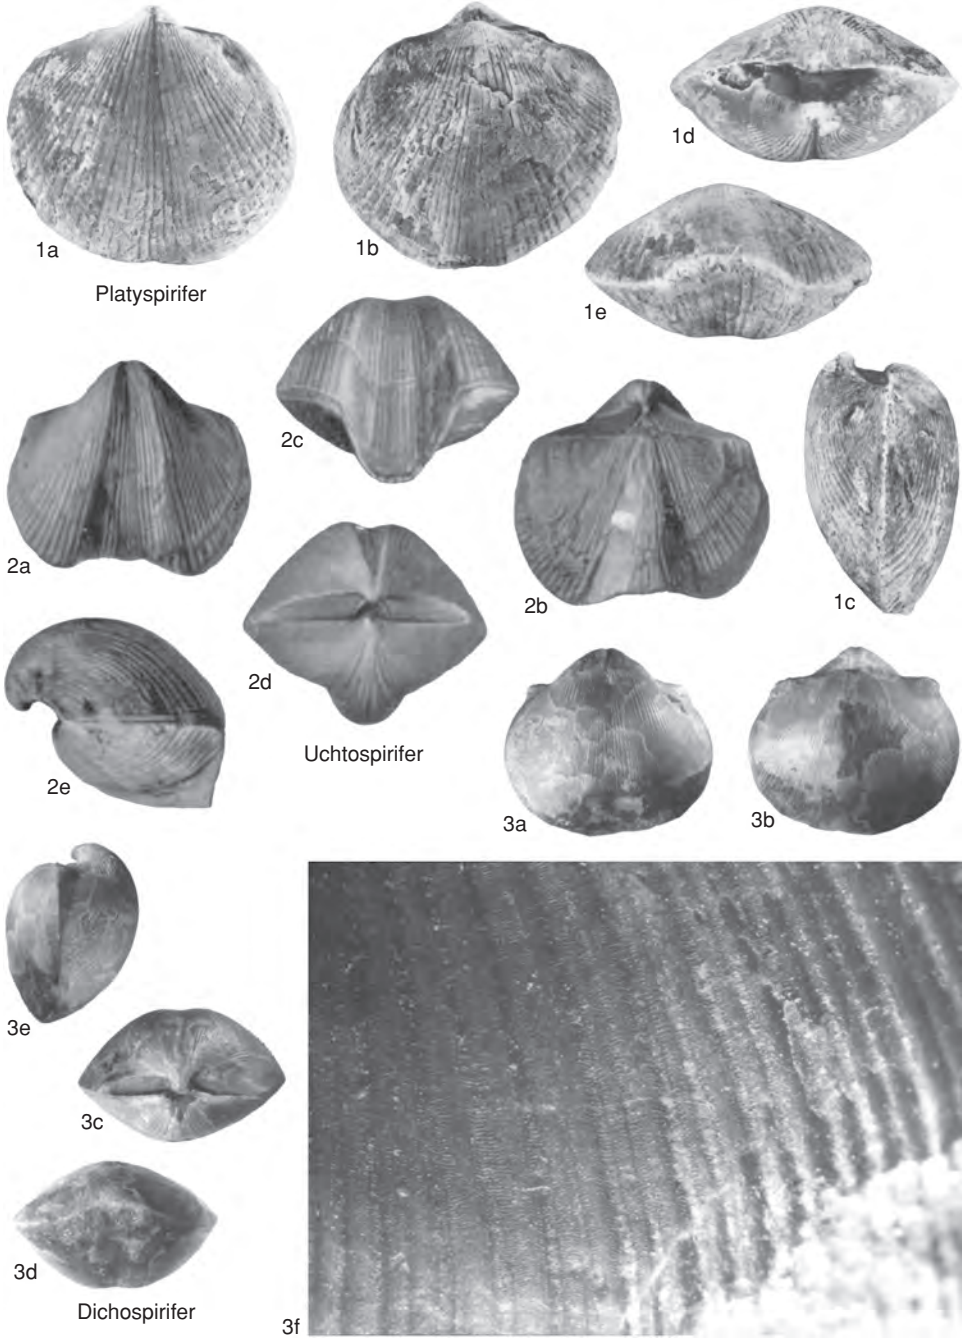 1a
1b
1d
Platyspirifer
1e
2a
2c
2b
1c
2d
2e
Uchtospirifer
3a
3b
3e
3c
3d
Dichospirifer
3f